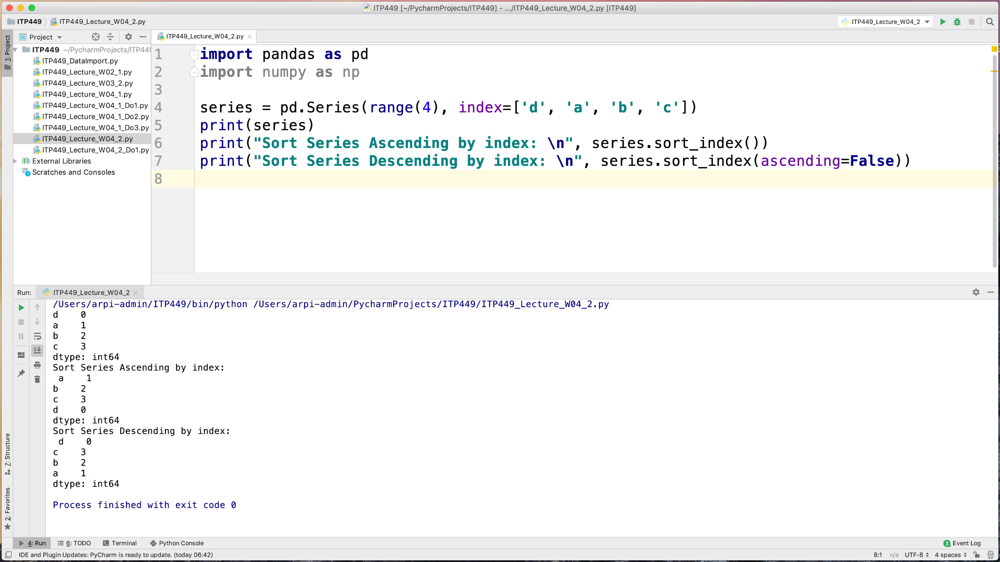 ITP449 [~/PycharmProjects/ITP449] - .../ITP449_Lecture_W04_2.py [ITP449]
ITP449 ITP449_Lecture_W04_2.py
ITP449_Lecture_W04_2
1: Project
Project
ITP449 ~/PycharmProjects/ITP449
ITP449_DataImport.py
ITP449_Lecture_W02_1.py
ITP449_Lecture_W03_2.py
ITP449_Lecture_W04_1.py
ITP449_Lecture_W04_1_Do1.py
ITP449_Lecture_W04_1_Do2.py
ITP449_Lecture_W04_1_Do3.py
ITP449_Lecture_W04_2.py
ITP449_Lecture_W04_2_Do1.py
External Libraries
Scratches and Consoles
ITP449_Lecture_W04_2.py
1 import pandas as pd
2 import numpy as np
3
4 series = pd.Series(range(4), index=['d', 'a', 'b', 'c'])
5 print(series)
6 print("Sort Series Ascending by index: \n", series.sort_index())
7 print("Sort Series Descending by index: \n", series.sort_index(ascending=False))
8
Run: ITP449_Lecture_W04_2
/Users/arpi-admin/ITP449/bin/python /Users/arpi-admin/PycharmProjects/ITP449/ITP449_Lecture_W04_2.py
d    0
a    1
b    2
c    3
dtype: int64
Sort Series Ascending by index:
 a    1
b    2
c    3
d    0
dtype: int64
Sort Series Descending by index:
 d    0
c    3
b    2
a    1
dtype: int64
Process finished with exit code 0
Z: Structure
2: Favorites
4: Run 6: TODO Terminal Python Console
1 Event Log
IDE and Plugin Updates: PyCharm is ready to update. (today 06:42)
8:1 n/a UTF-8 4 spaces